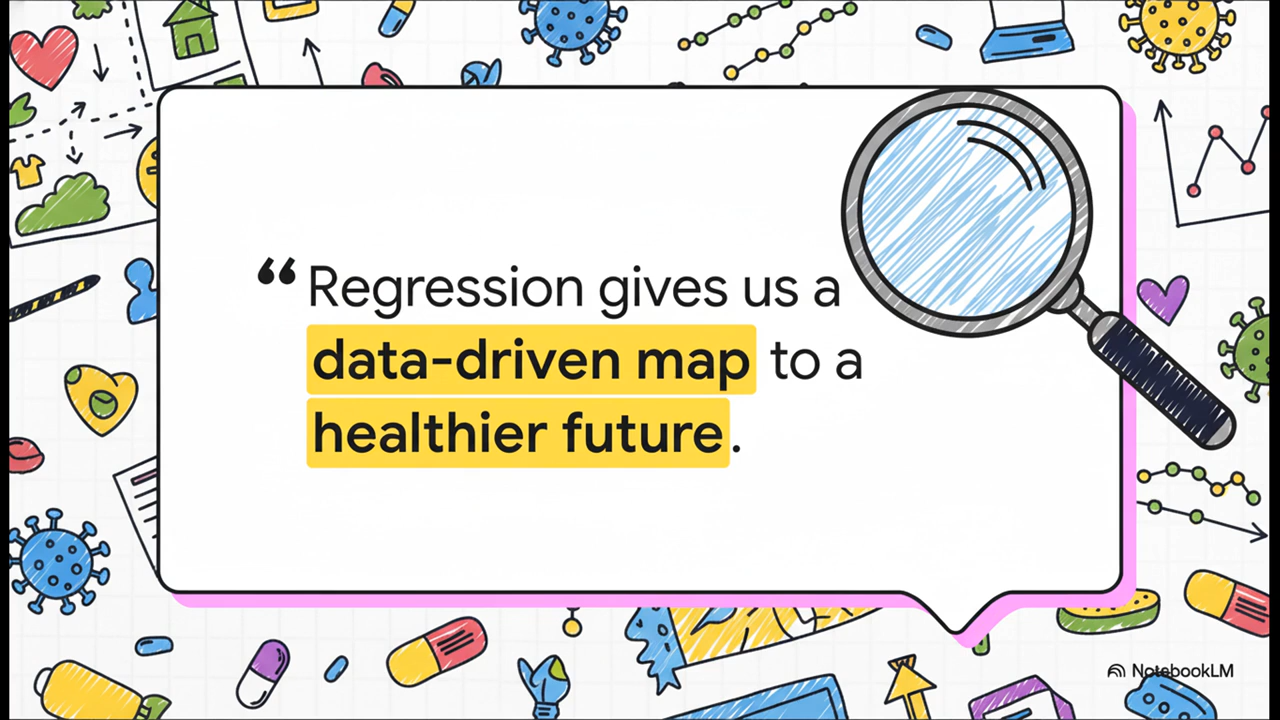 “Regression gives us a
data-driven map to a
healthier future.
NotebookLM